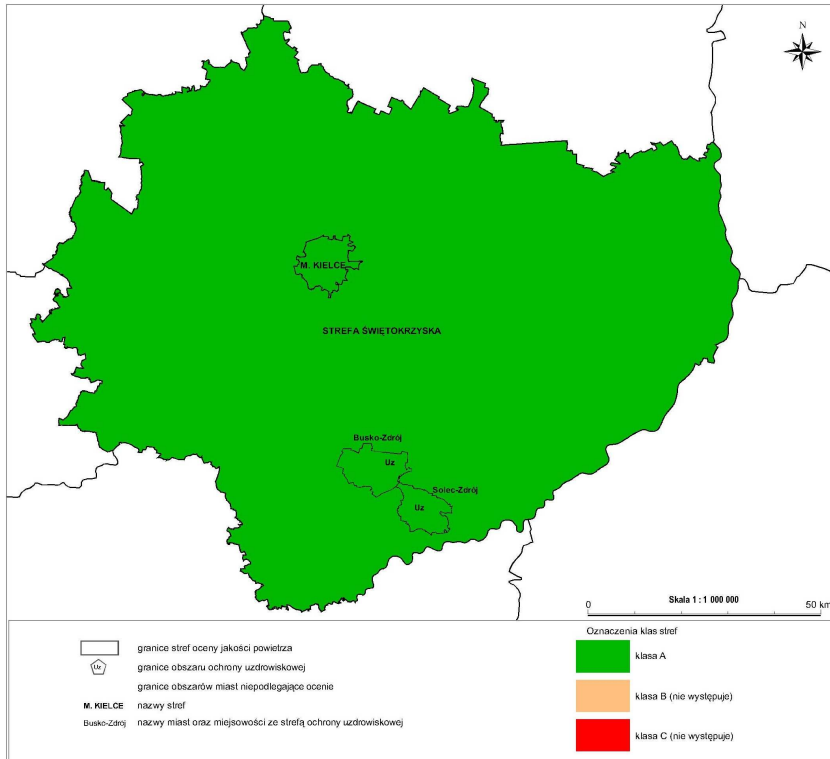 N
M. KIELCE
STREFA ŚWIĘTOKRZYSKA
Busko-Zdrój
Uz
Solec-Zdrój
Uz
Skala 1 : 1 000 000
0
50 km
Oznaczenia klas stref
granice stref oceny jakości powietrza
klasa A
Uz
granice obszaru ochrony uzdrowiskowej
granice obszarów miast niepodlegające ocenie
klasa B (nie występuje)
M. KIELCE nazwy stref
Busko-Zdrój nazwy miast oraz miejsowości ze strefą ochrony uzdrowiskowej
klasa C (nie występuje)